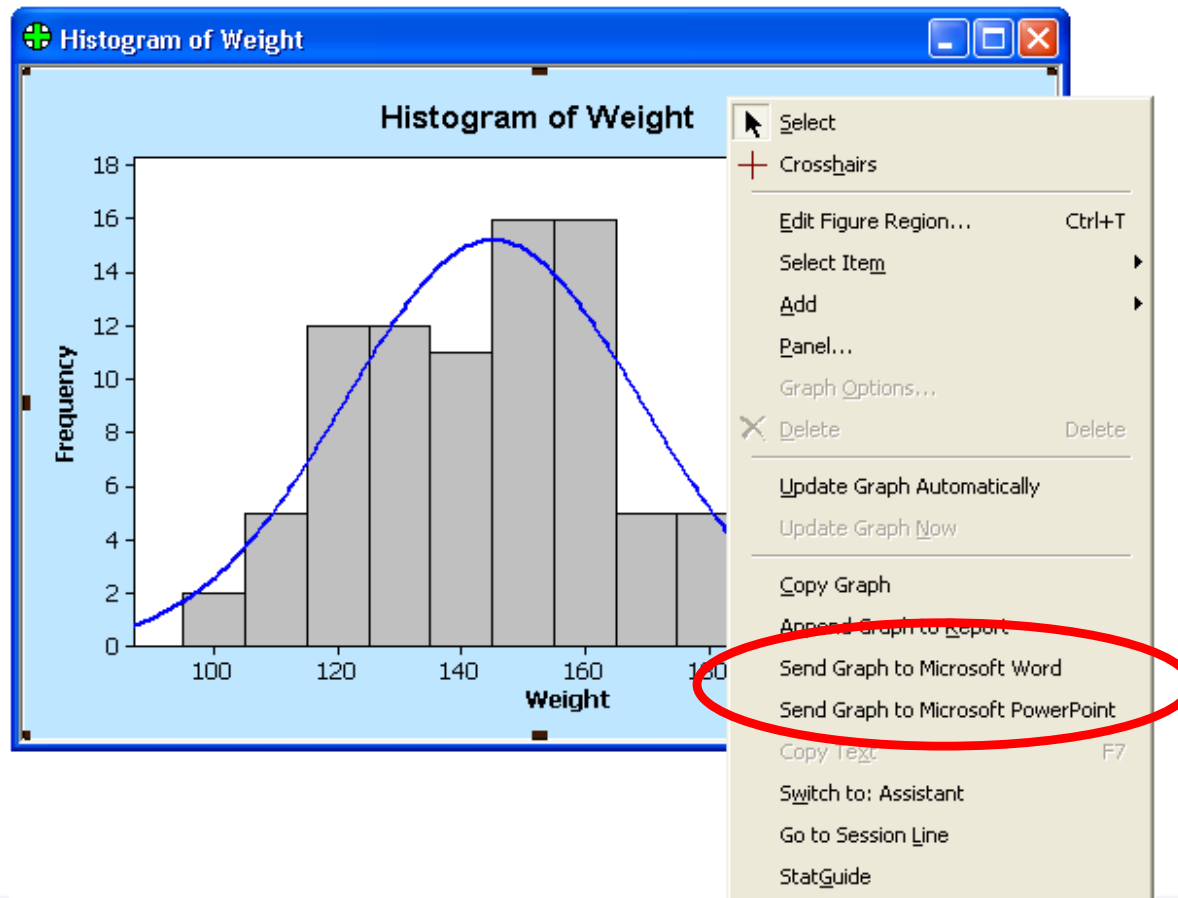 Histogram of Weight
Histogram of Weight
18
16
14
12
10
8
6
4
2
0
Frequency
100 120 140 160 180
Weight
Select
Crosshairs
Edit Figure Region... Ctrl+T
Select Item
Add
Panel...
Graph Options...
Delete Delete
Update Graph Automatically
Update Graph Now
Copy Graph
Append Graph to Report
Send Graph to Microsoft Word
Send Graph to Microsoft PowerPoint
Copy Text F7
Switch to: Assistant
Go to Session Line
StatGuide